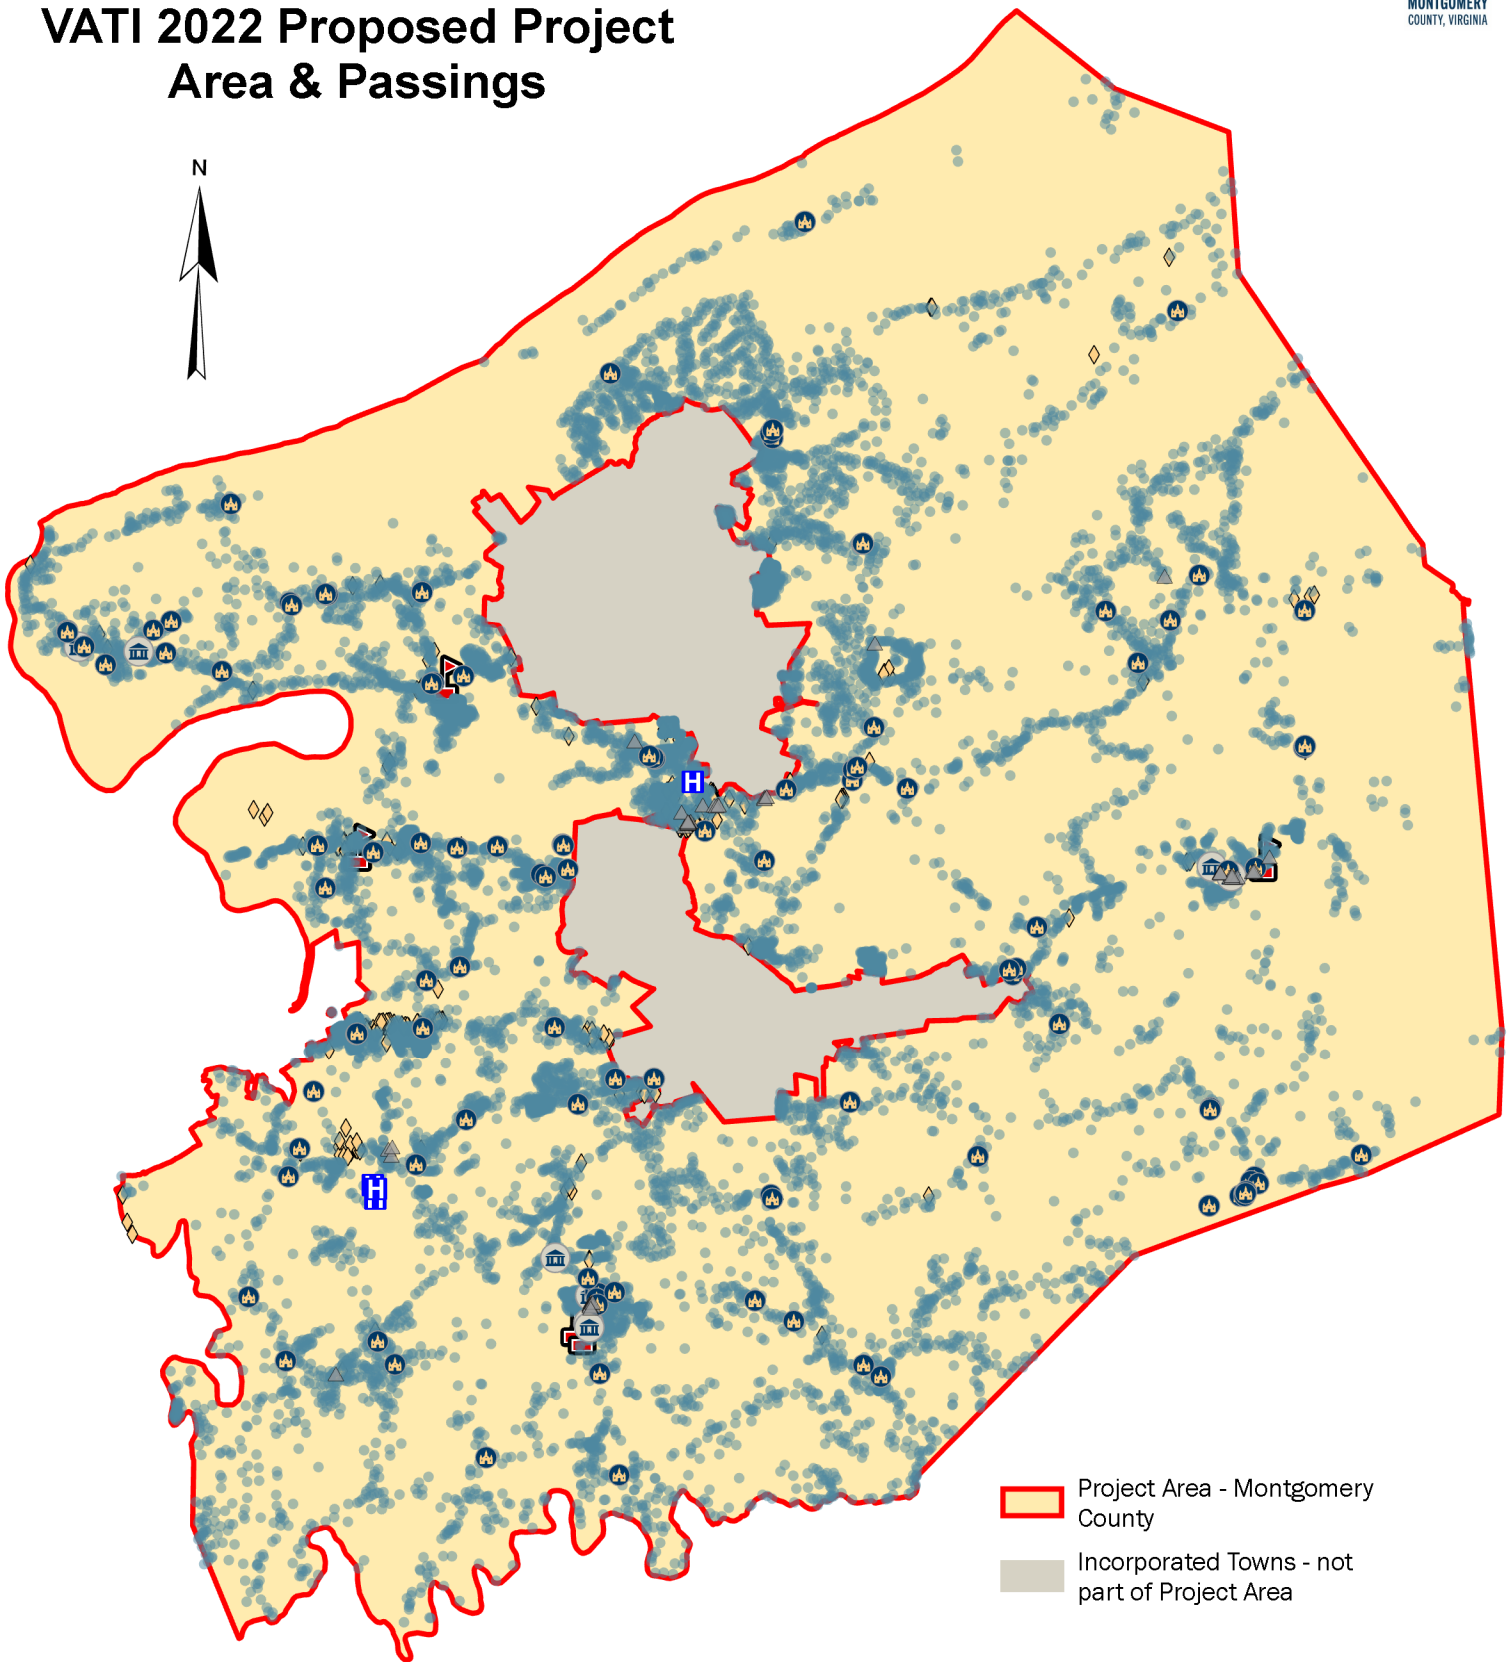 VATI 2022 Proposed Project
Area & Passings
MONTGOMERY
COUNTY, VIRGINIA
N
H
H
Project Area - Montgomery
County
Incorporated Towns - not
part of Project Area